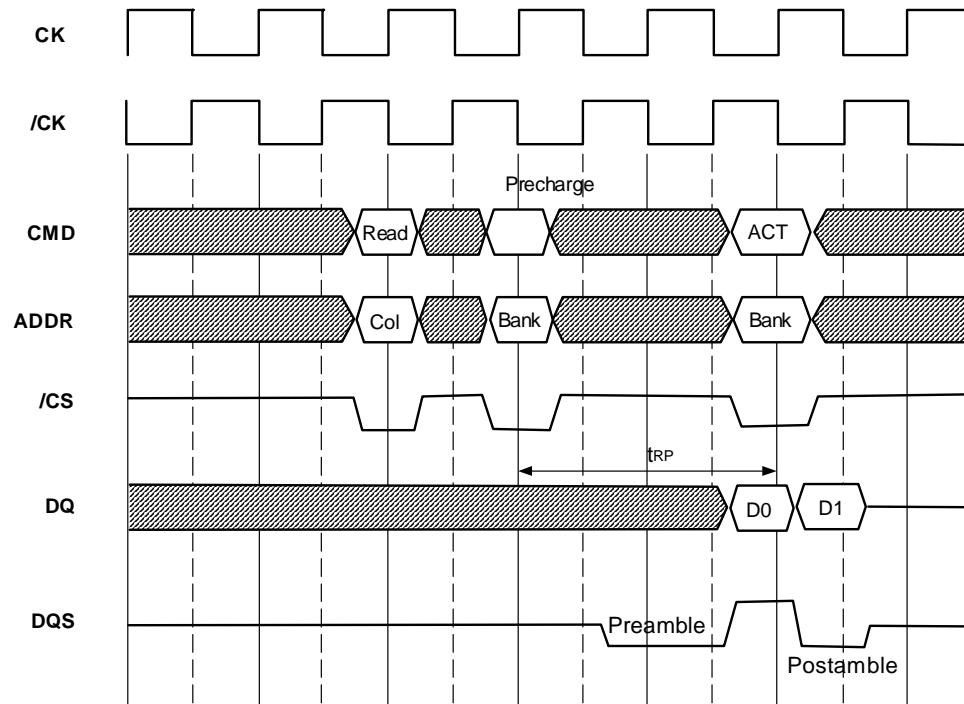 CK
/CK
Precharge
CMD Read ACT
ADDR Col Bank Bank
/CS
tRP
DQ D0 D1
DQS Preamble
Postamble